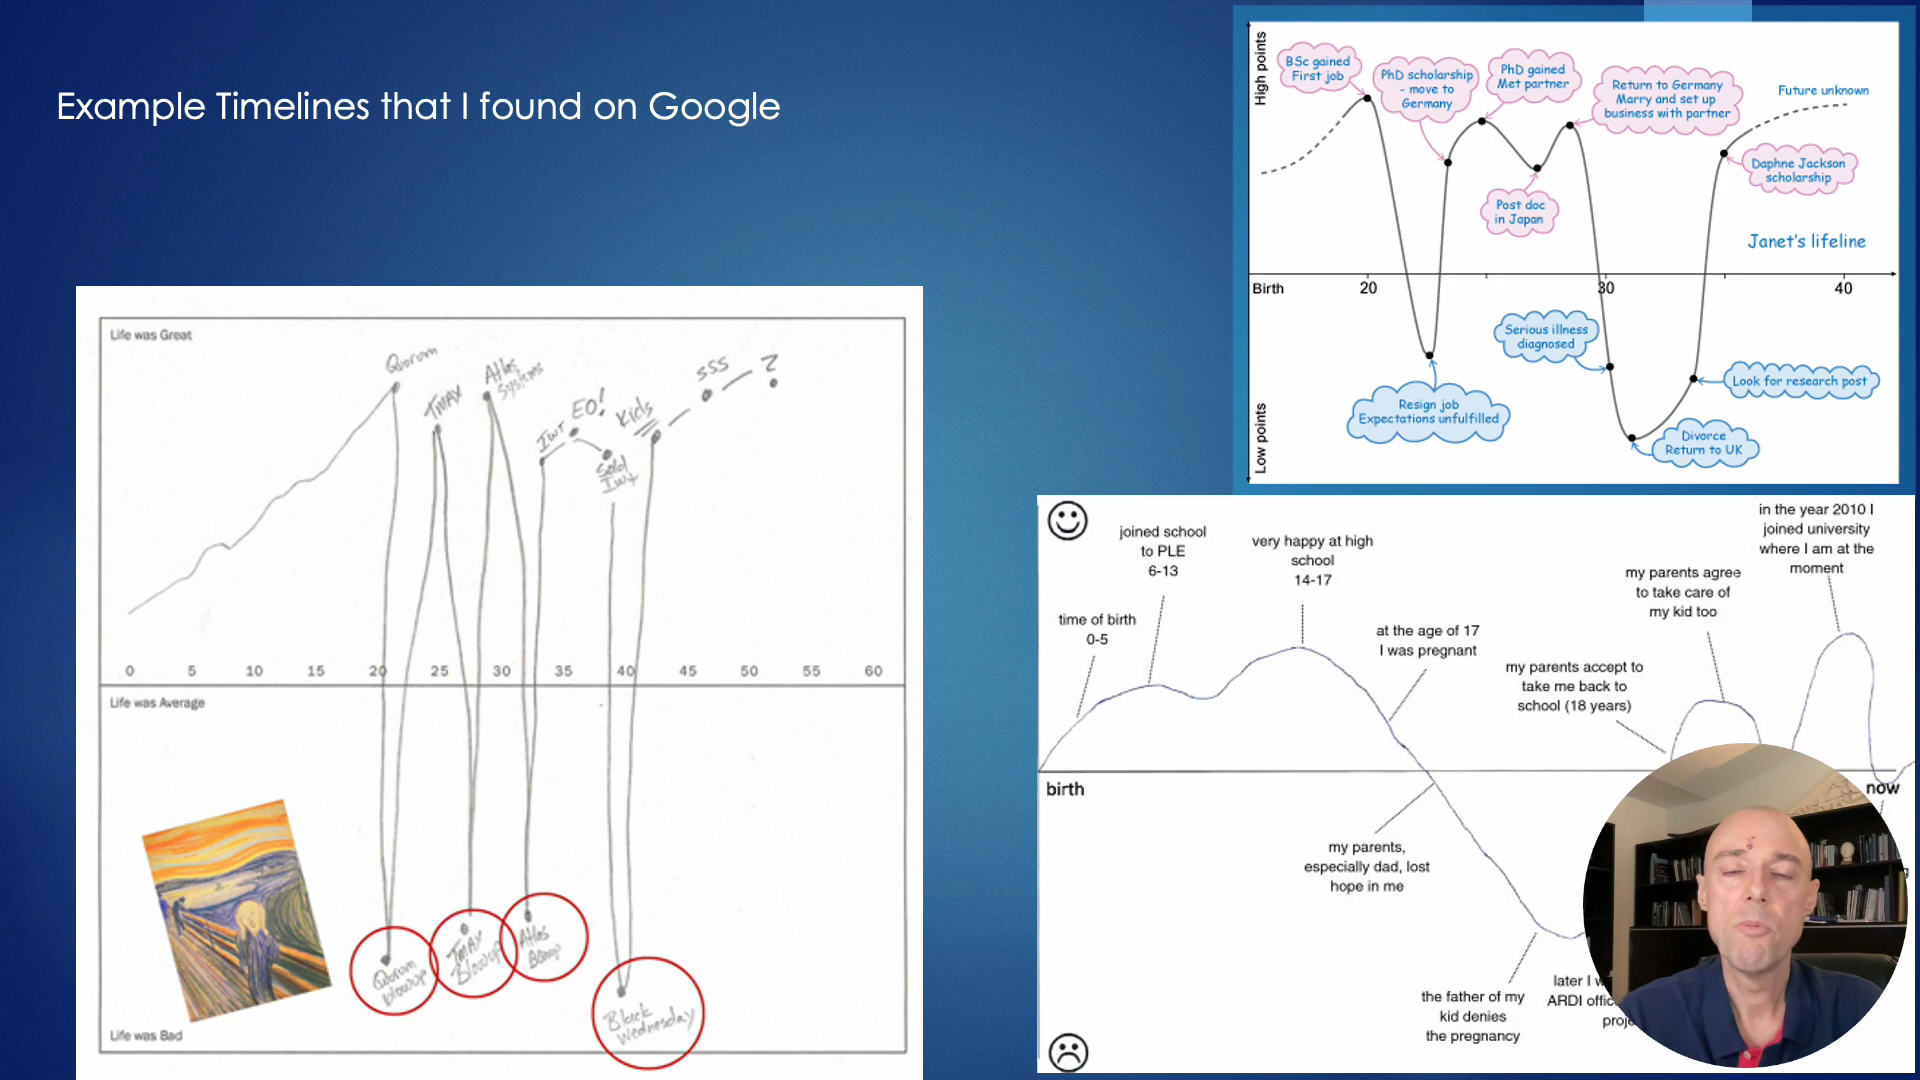 Example Timelines that I found on Google
Life was Great
Qorum
TMAX
Atlas
Systems
IWT
EO!
Sold
IWT
Kids
SSS
?
0 5 10 15 20 25 30 35 40 45 50 55 60
Life was Average
Qorum
blowup
TMAX
Blowup
Atlas
Black
Wednesday
Life was Bad
High points
BSc gained
First job
PhD scholarship
- move to
Germany
PhD gained
Met partner
Return to Germany
Marry and set up
business with partner
Future unknown
Daphne Jackson
scholarship
Post doc
in Japan
Janet's lifeline
Birth 20 30 40
Serious illness
diagnosed
Look for research post
Resign job
Expectations unfulfilled
Divorce
Return to UK
Low points
time of birth
0-5
joined school
to PLE
6-13
very happy at high
school
14-17
at the age of 17
I was pregnant
my parents accept to
take me back to
school (18 years)
my parents agree
to take care of
my kid too
in the year 2010 I
joined university
where I am at the
moment
birth
now
my parents,
especially dad, lost
hope in me
the father of my
kid denies
the pregnancy
later I w
ARDI offic
proje